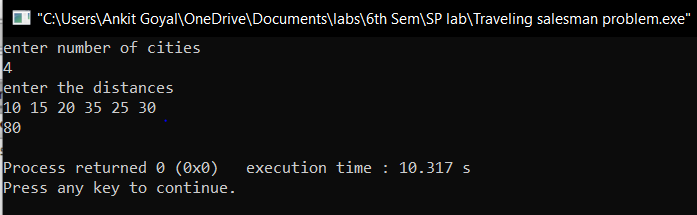 "C:\Users\Ankit Goyal\OneDrive\Documents\labs\6th Sem\SP lab\Traveling salesman problem.exe"
enter number of cities
4
enter the distances
10 15 20 35 25 30
80
Process returned 0 (0x0)   execution time : 10.317 s
Press any key to continue.